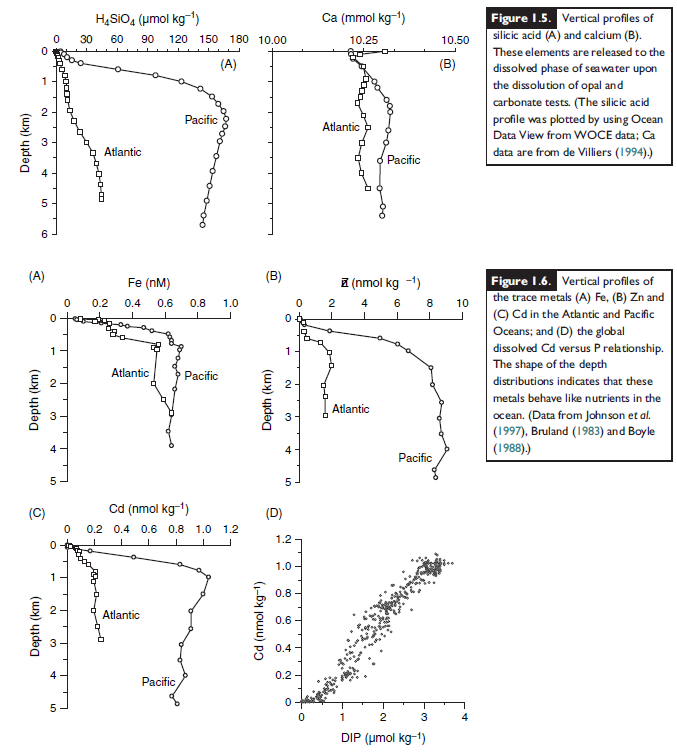 H₄SiO₄ (μmol kg⁻¹)
0 30 60 90 120 150 180
0
1
2
3
4
5
6
Depth (km)
(A)
Pacific
Atlantic
Ca (mmol kg⁻¹)
10.00 10.25 10.50
(B)
Atlantic
Pacific
Figure 1.5. Vertical profiles of
silicic acid (A) and calcium (B).
These elements are released to the
dissolved phase of seawater upon
the dissolution of opal and
carbonate tests. (The silicic acid
profile was plotted by using Ocean
Data View from WOCE data; Ca
data are from de Villiers (1994).)
(A)
Fe (nM)
0 0.2 0.4 0.6 0.8 1.0
0
1
2
3
4
5
Depth (km)
Atlantic
Pacific
(B)
(nmol kg ⁻¹)
0 2 4 6 8 10
0
1
2
3
4
5
Depth (km)
Atlantic
Pacific
Figure 1.6. Vertical profiles of
the trace metals (A) Fe, (B) Zn and
(C) Cd in the Atlantic and Pacific
Oceans; and (D) the global
dissolved Cd versus P relationship.
The shape of the depth
distributions indicates that these
metals behave like nutrients in the
ocean. (Data from Johnson et al.
(1997), Bruland (1983) and Boyle
(1988).)
(C)
Cd (nmol kg⁻¹)
0 0.2 0.4 0.6 0.8 1.0 1.2
0
1
2
3
4
5
Depth (km)
Atlantic
Pacific
(D)
1.2
1.0
0.8
0.6
0.4
0.2
0
Cd (nmol kg⁻¹)
0 1 2 3 4
DIP (μmol kg⁻¹)